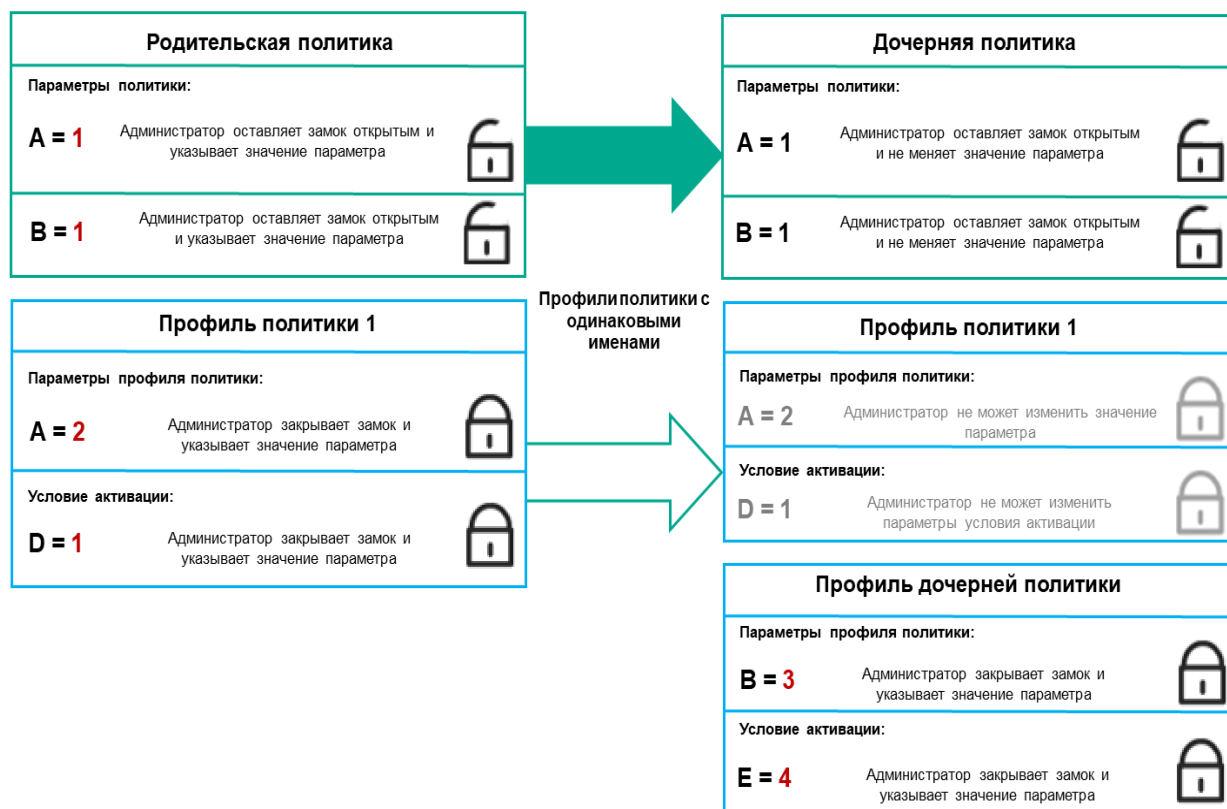 Родительская политика
Параметры политики:
A = 1
Администратор оставляет замок открытым и
указывает значение параметра
B = 1
Администратор оставляет замок открытым
и указывает значение параметра
Дочерняя политика
Параметры политики:
A = 1
Администратор оставляет замок открытым
и не меняет значение параметра
B = 1
Администратор оставляет замок открытым
и не меняет значение параметра
Профиль политики 1
Параметры профиля политики:
A = 2
Администратор закрывает замок и
указывает значение параметра
Условие активации:
D = 1
Администратор закрывает замок и
указывает значение параметра
Профили политики с
одинаковыми
именами
Профиль политики 1
Параметры профиля политики:
A = 2
Администратор не может изменить значение
параметра
Условие активации:
D = 1
Администратор не может изменить
параметры условия активации
Профиль дочерней политики
Параметры профиля политики:
B = 3
Администратор закрывает замок и
указывает значение параметра
Условие активации:
E = 4
Администратор закрывает замок и
указывает значение параметра